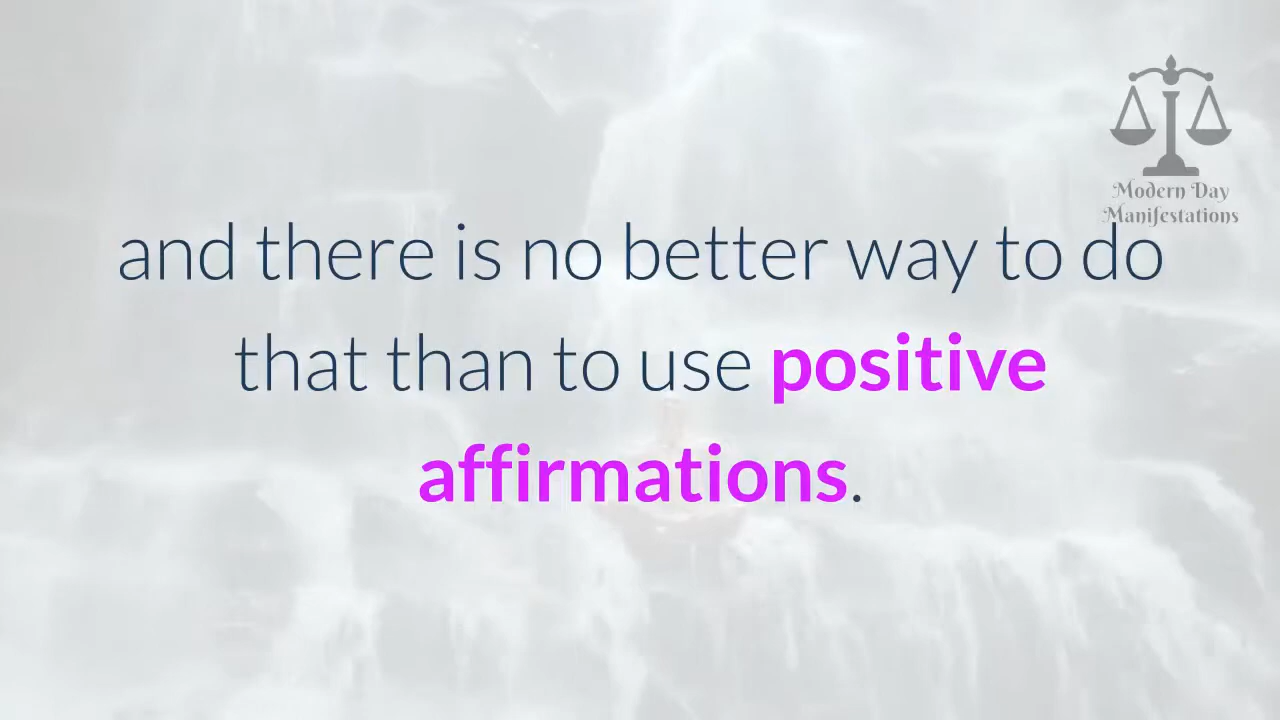 Modern Day
Manifestations
and there is no better way to do
that than to use positive
affirmations.